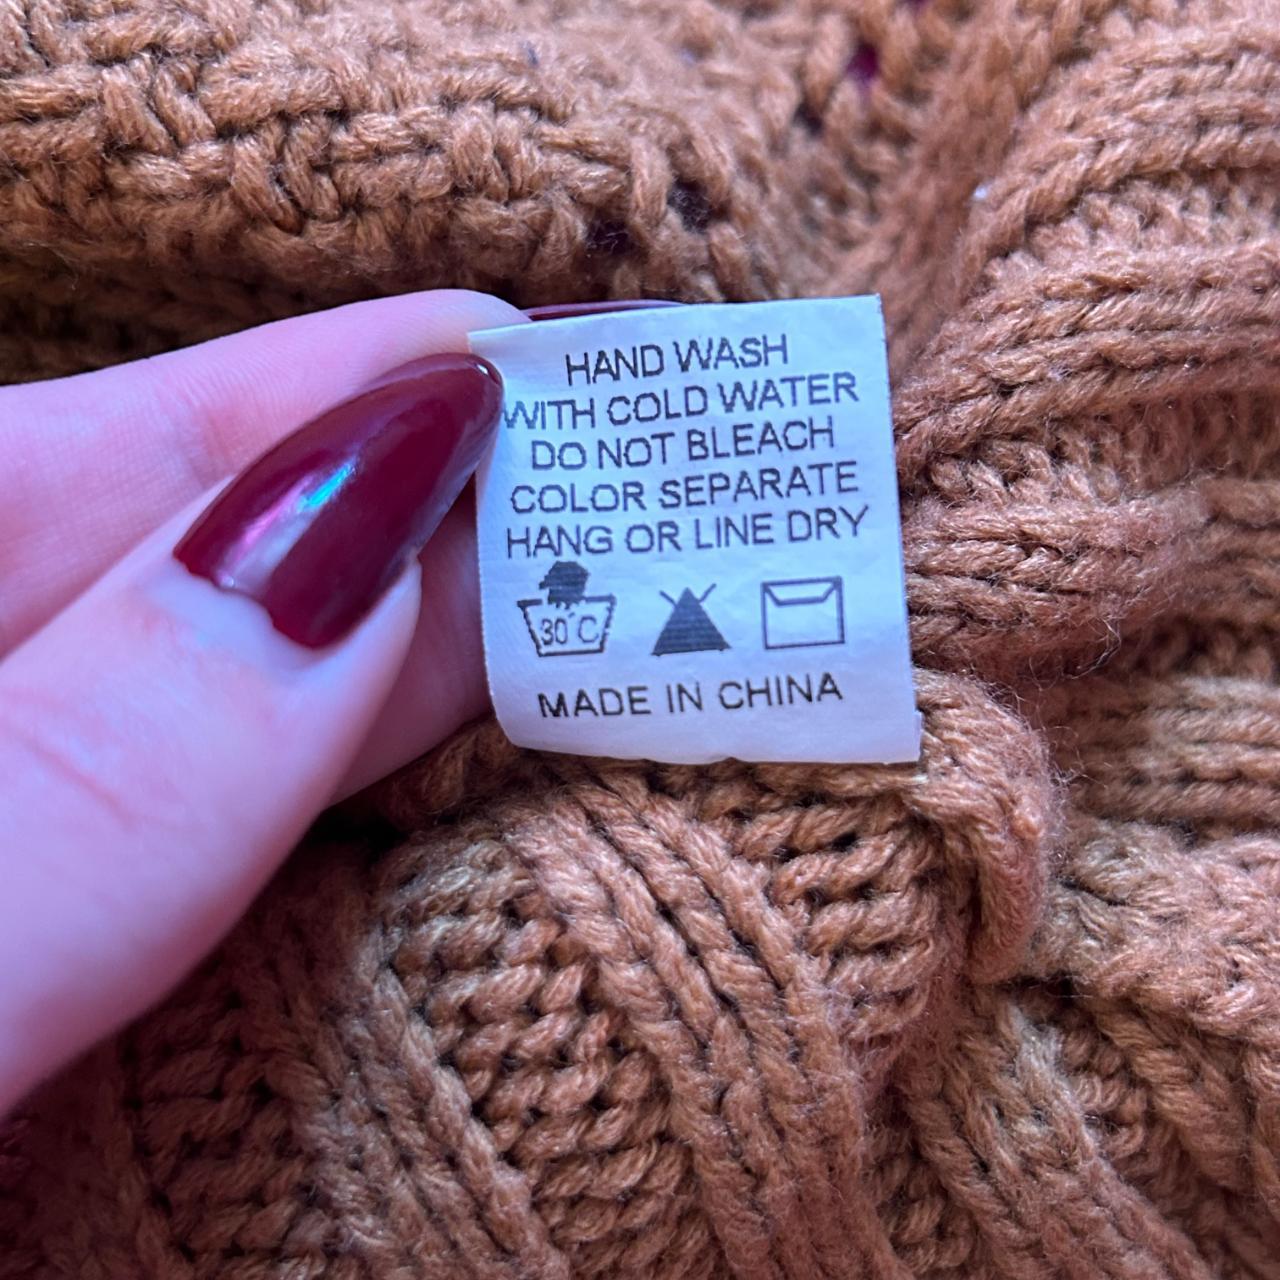 HAND WASH
WITH COLD WATER
DO NOT BLEACH
COLOR SEPARATE
HANG OR LINE DRY
30°C
MADE IN CHINA